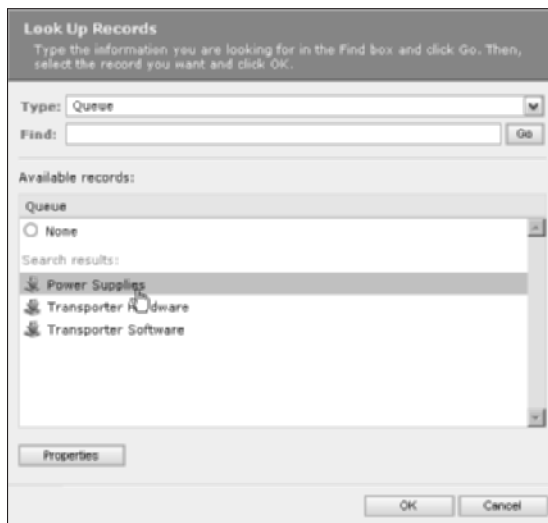 Look Up Records
Type the information you are looking for in the Find box and click Go. Then,
select the record you want and click OK.
Type: Queue
Find: Go
Available records:
Queue
None
Search results:
Power Supplies
Transporter Hardware
Transporter Software
Properties
OK Cancel